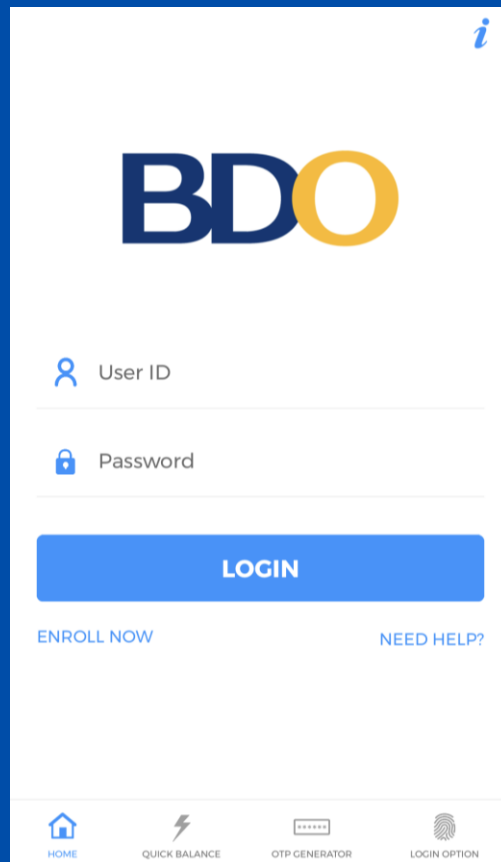 i
BDO
User ID
Password
LOGIN
ENROLL NOW
NEED HELP?
HOME
QUICK BALANCE
OTP GENERATOR
LOGIN OPTION